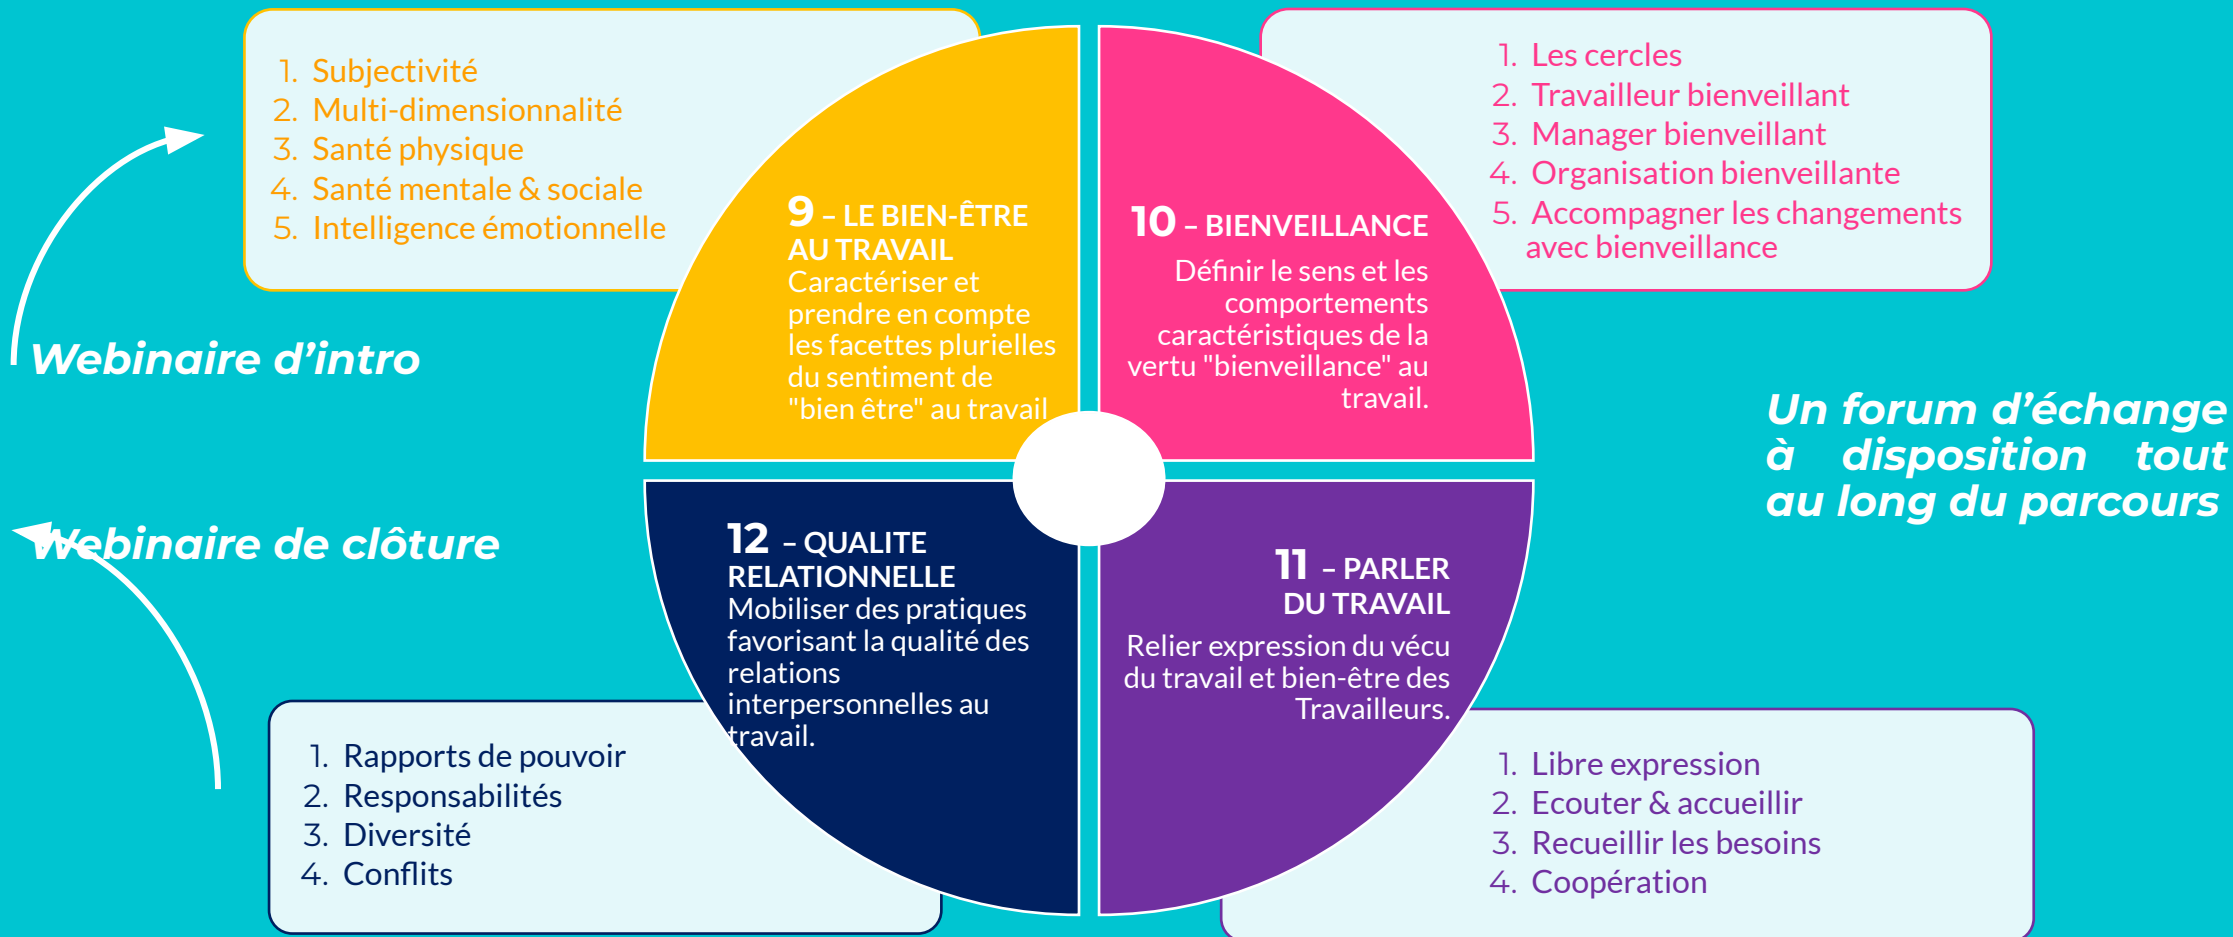 1. Subjectivité
2. Multi-dimensionnalité
3. Santé physique
4. Santé mentale & sociale
5. Intelligence émotionnelle
9 – LE BIEN-ÊTRE
AU TRAVAIL
Caractériser et
prendre en compte
les facettes plurielles
du sentiment de
"bien être" au travail
10 – BIENVEILLANCE
Définir le sens et les
comportements
caractéristiques de la
vertu "bienveillance" au
travail.
1. Les cercles
2. Travailleur bienveillant
3. Manager bienveillant
4. Organisation bienveillante
5. Accompagner les changements
avec bienveillance
Webinaire d’intro
Un forum d’échange
à disposition tout
au long du parcours
Webinaire de clôture
12 – QUALITE
RELATIONNELLE
Mobiliser des pratiques
favorisant la qualité des
relations
interpersonnelles au
travail.
11 – PARLER
DU TRAVAIL
Relier expression du vécu
du travail et bien-être des
Travailleurs.
1. Rapports de pouvoir
2. Responsabilités
3. Diversité
4. Conflits
1. Libre expression
2. Ecouter & accueillir
3. Recueillir les besoins
4. Coopération